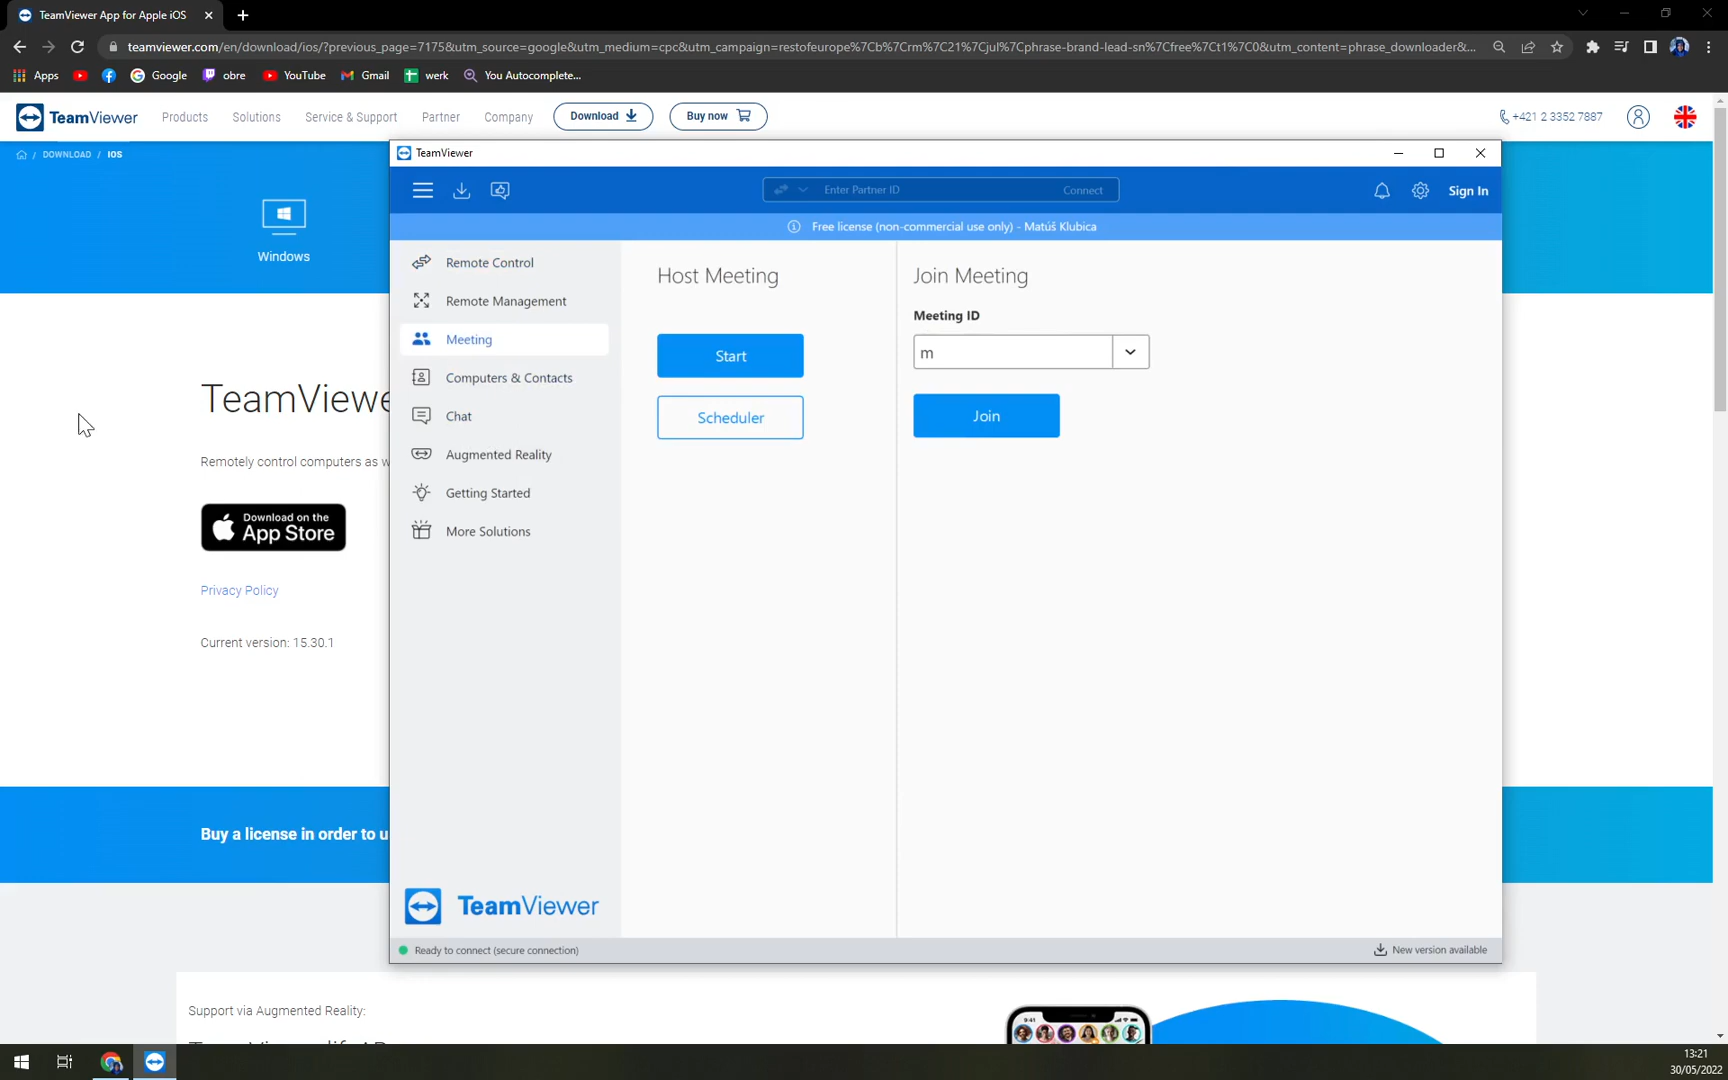 TeamViewer App for Apple iOS
teamviewer.com/en/download/ios/?previous_page=7175&utm_source=google&utm_medium=cpc&utm_campaign=restofeurope%7Cb%7Crm%7C21%7Cjul%7Cphrase-brand-lead-sn%7Cfree%7Ct1%7C0&utm_content=phrase_downloader&...
Apps Google obre YouTube Gmail werk You Autocomplete...
TeamViewer Products Solutions Service & Support Partner Company Download Buy now +421 2 3352 7887
/ DOWNLOAD / IOS
Windows
TeamViewe
Remotely control computers as w
Download on the
App Store
Privacy Policy
Current version: 15.30.1
Buy a license in order to u
Support via Augmented Reality:
TeamViewer
Enter Partner ID Connect Sign In
Free license (non-commercial use only) - Matúš Klubica
Remote Control
Remote Management
Meeting
Computers & Contacts
Chat
Augmented Reality
Getting Started
More Solutions
TeamViewer
Host Meeting
Start
Scheduler
Join Meeting
Meeting ID
m
Join
Ready to connect (secure connection) New version available
9:41
13:21
30/05/2022